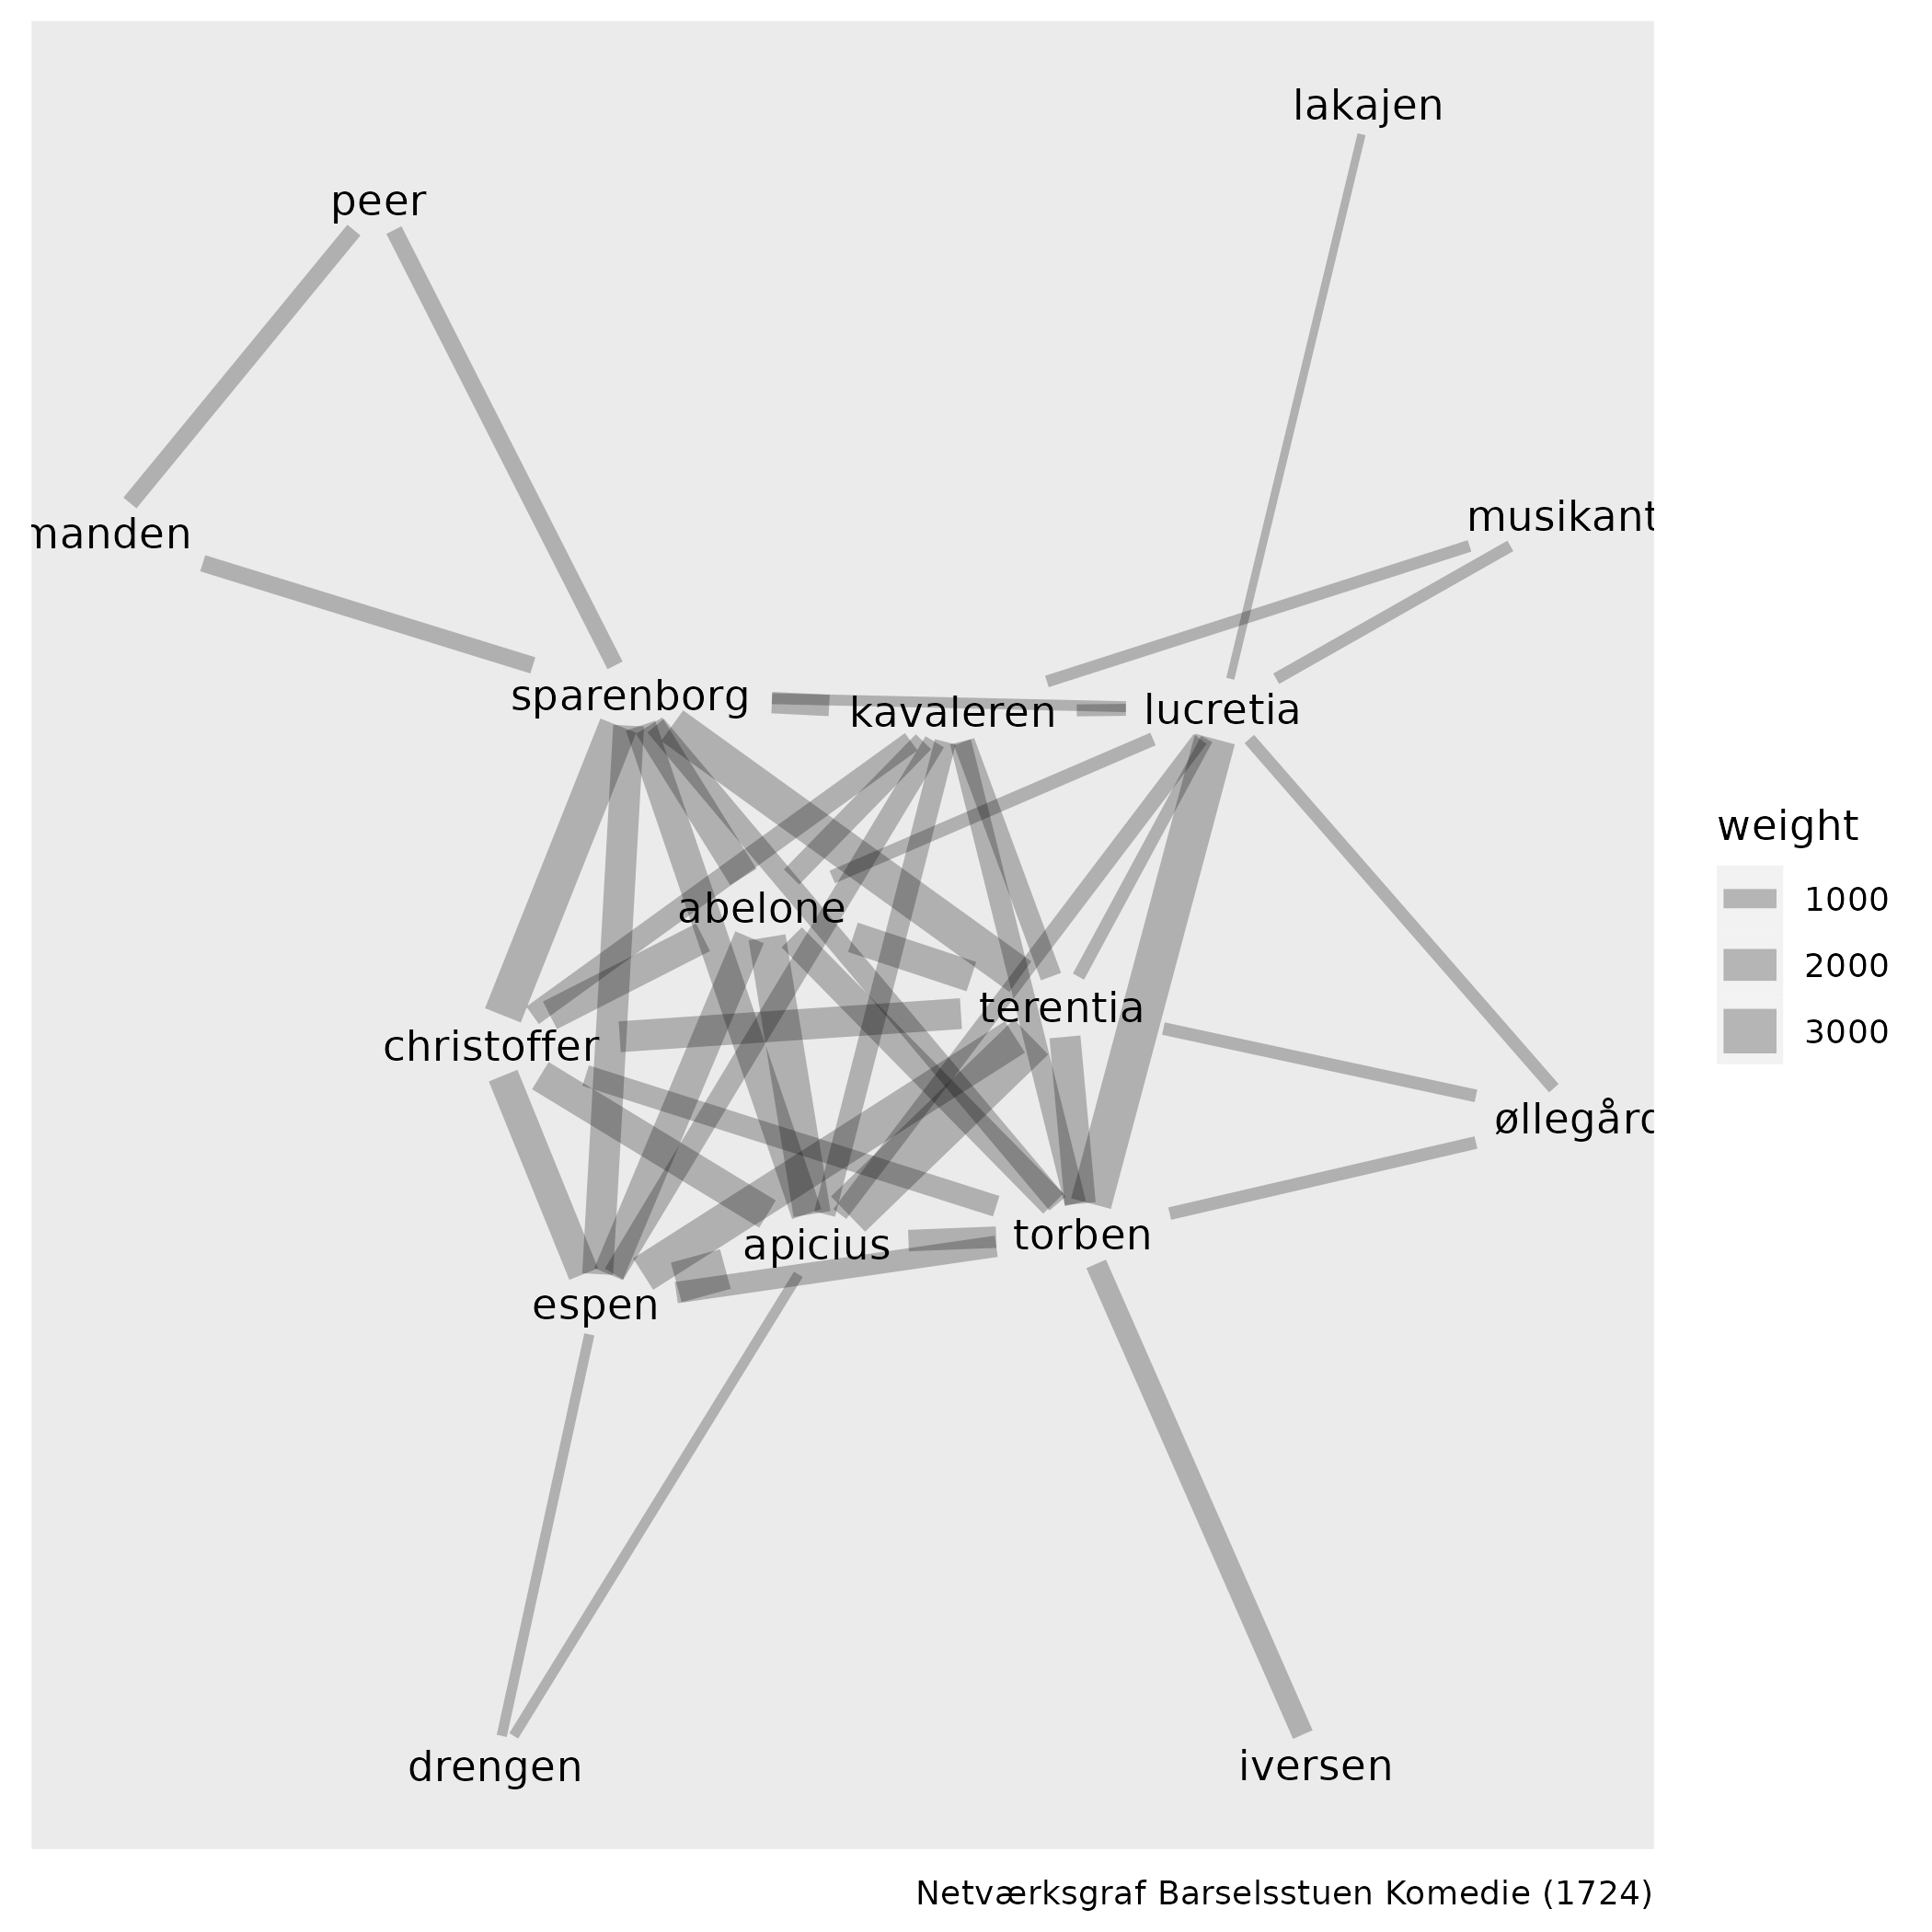 lakajen
peer
musikant
manden
sparenborg
kavaleren
lucretia
weight
1000
2000
3000
abelone
terentia
christoffer
øllegård
torben
apicius
espen
drengen
iversen
Netværksgraf Barselsstuen Komedie (1724)